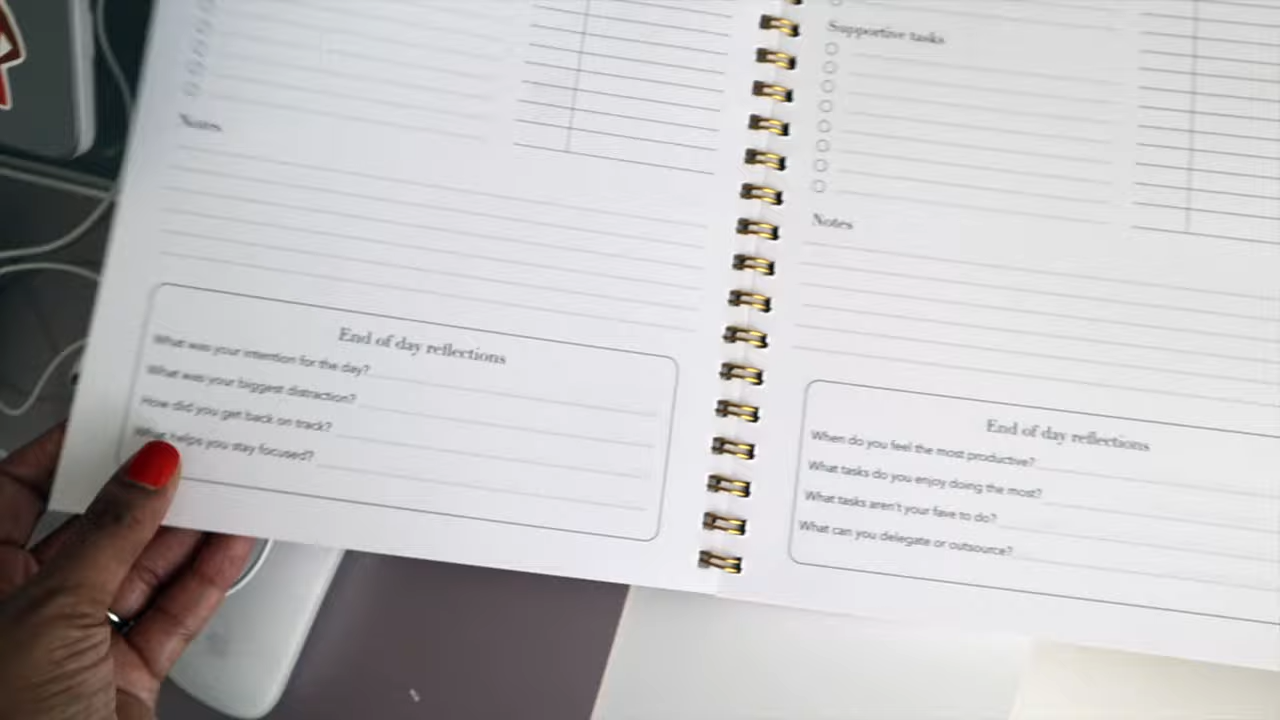 Notes
End of day reflections
What was your intention for the day?
What was your biggest distraction?
How did you get back on track?
What helps you stay focused?
Supportive tasks
Notes
End of day reflections
When do you feel the most productive?
What tasks do you enjoy doing the most?
What tasks aren't your fave to do?
What can you delegate or outsource?